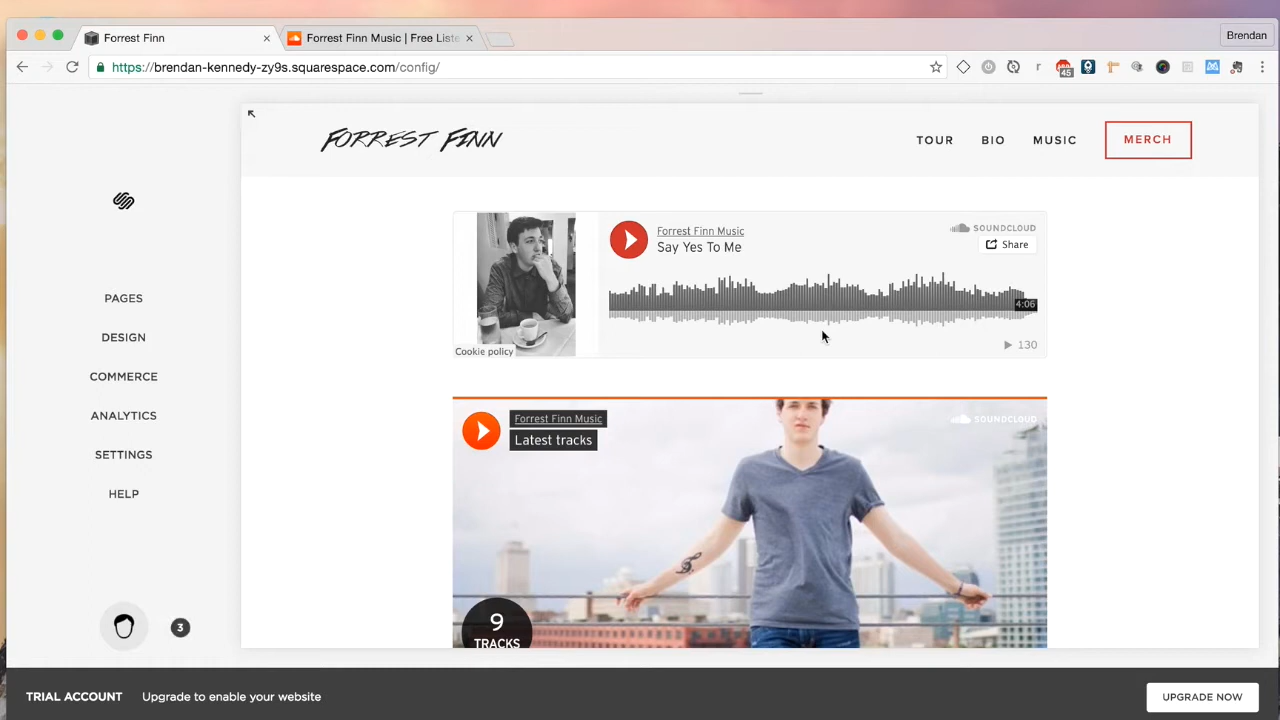 Forrest Finn
Forrest Finn Music | Free Liste
Brendan
https://brendan-kennedy-zy9s.squarespace.com/config/
r
45
FORREST FINN
TOUR
BIO
MUSIC
MERCH
PAGES
DESIGN
COMMERCE
ANALYTICS
SETTINGS
HELP
3
Forrest Finn Music
Say Yes To Me
SOUNDCLOUD
Share
4:06
Cookie policy
130
Forrest Finn Music
Latest tracks
SOUNDCLOUD
9
TRACKS
TRIAL ACCOUNT
Upgrade to enable your website
UPGRADE NOW